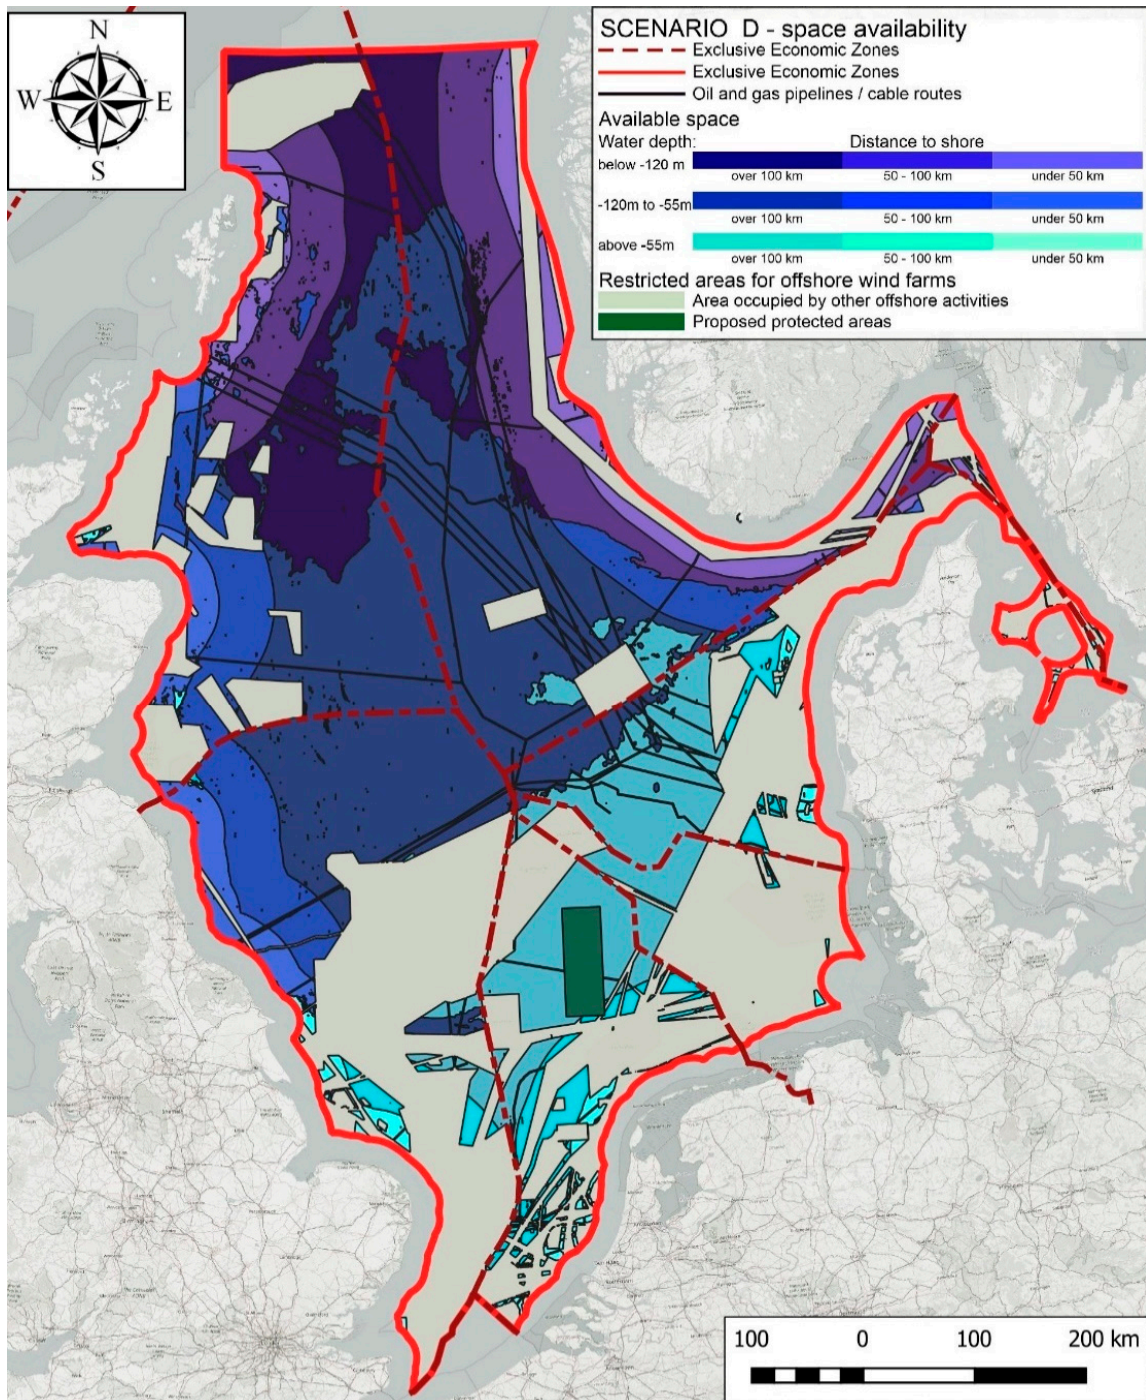 N
W
E
S
SCENARIO D - space availability
Exclusive Economic Zones
Exclusive Economic Zones
Oil and gas pipelines / cable routes
Available space
Water depth: Distance to shore
below -120 m
over 100 km 50 - 100 km under 50 km
-120m to -55m
over 100 km 50 - 100 km under 50 km
above -55m
over 100 km 50 - 100 km under 50 km
Restricted areas for offshore wind farms
Area occupied by other offshore activities
Proposed protected areas
100 0 100 200 km